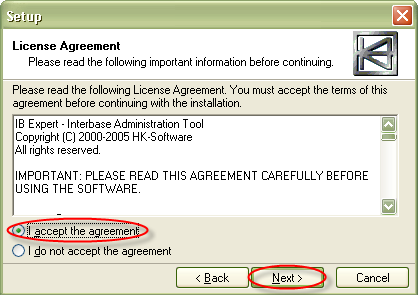 Setup
License Agreement
Please read the following important information before continuing.
Please read the following License Agreement. You must accept the terms of this
agreement before continuing with the installation.
IB Expert - Interbase Administration Tool
Copyright (C) 2000-2005 HK-Software
All rights reserved.
IMPORTANT: PLEASE READ THIS AGREEMENT CAREFULLY BEFORE
USING THE SOFTWARE.
I accept the agreement
I do not accept the agreement
< Back
Next >
Cancel